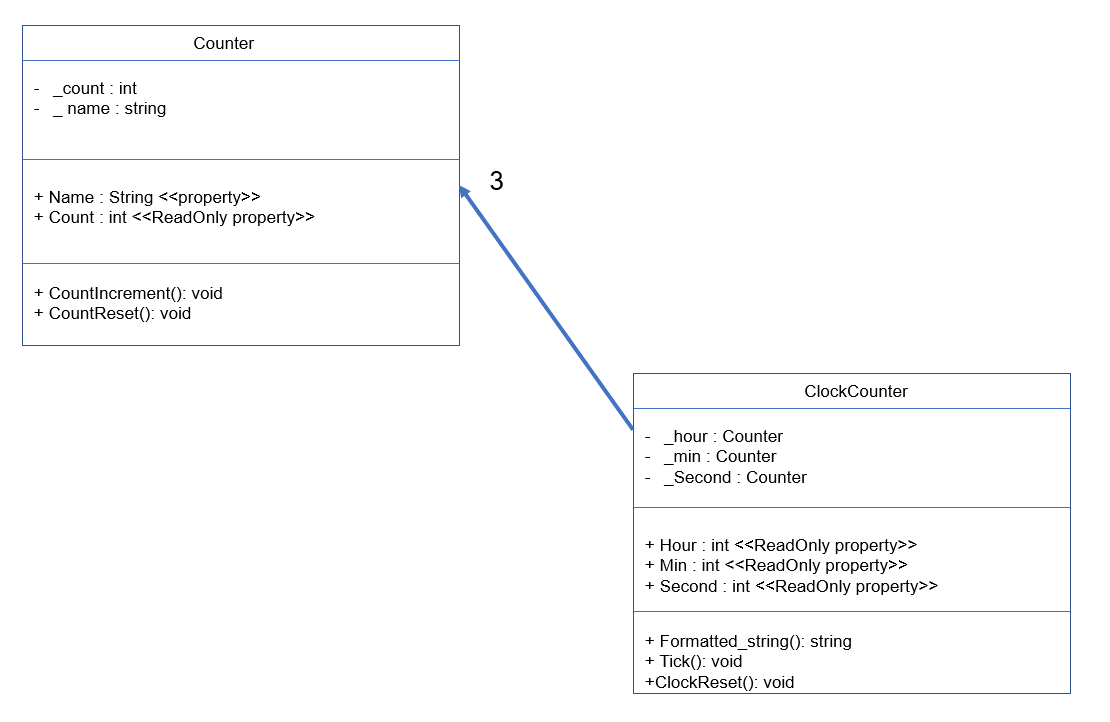 Counter
- _count : int
- _ name : string
+ Name : String <<property>>
+ Count : int <<ReadOnly property>>
+ CountIncrement(): void
+ CountReset(): void
3
ClockCounter
- _hour : Counter
- _min : Counter
- _Second : Counter
+ Hour : int <<ReadOnly property>>
+ Min : int <<ReadOnly property>>
+ Second : int <<ReadOnly property>>
+ Formatted_string(): string
+ Tick(): void
+ClockReset(): void